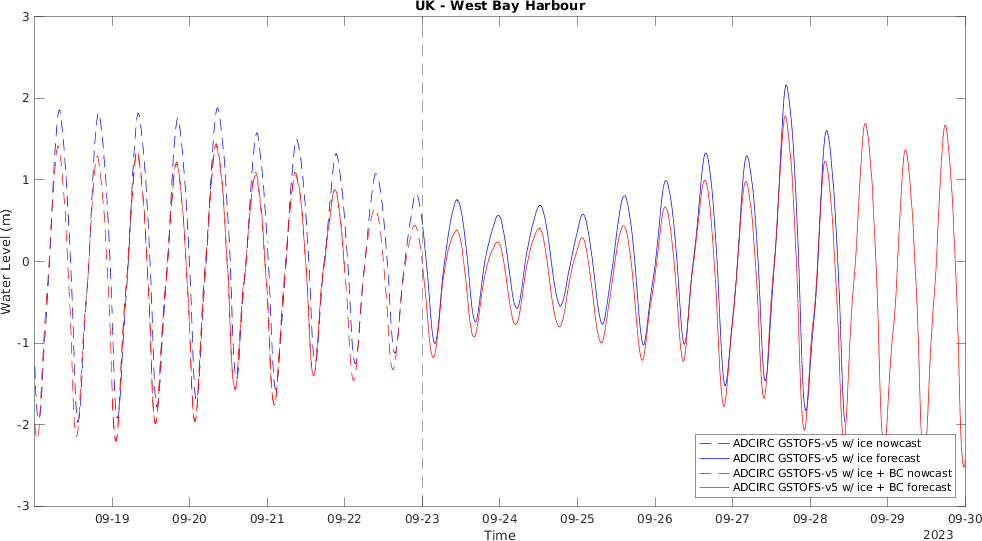 UK - West Bay Harbour
3
2
1
0
-1
-2
-3
Water Level (m)
ADCIRC GSTOFS-v5 w/ ice nowcast
ADCIRC GSTOFS-v5 w/ ice forecast
ADCIRC GSTOFS-v5 w/ ice + BC nowcast
ADCIRC GSTOFS-v5 w/ ice + BC forecast
09-19 09-20 09-21 09-22 09-23 09-24 09-25 09-26 09-27 09-28 09-29 09-30
Time
2023